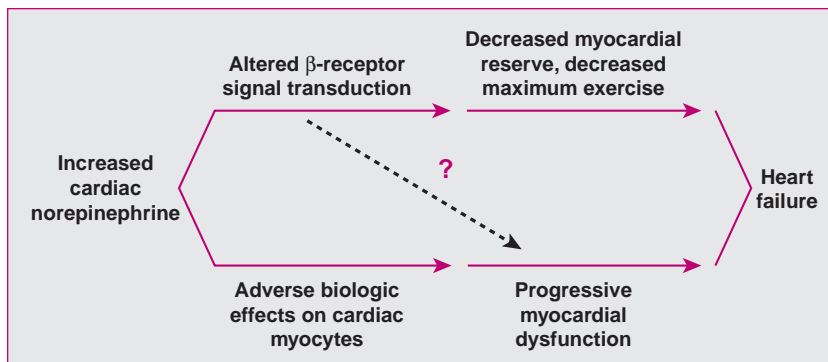 Increased
cardiac
norepinephrine
Altered β-receptor
signal transduction
Decreased myocardial
reserve, decreased
maximum exercise
?
Adverse biologic
effects on cardiac
myocytes
Progressive
myocardial
dysfunction
Heart
failure